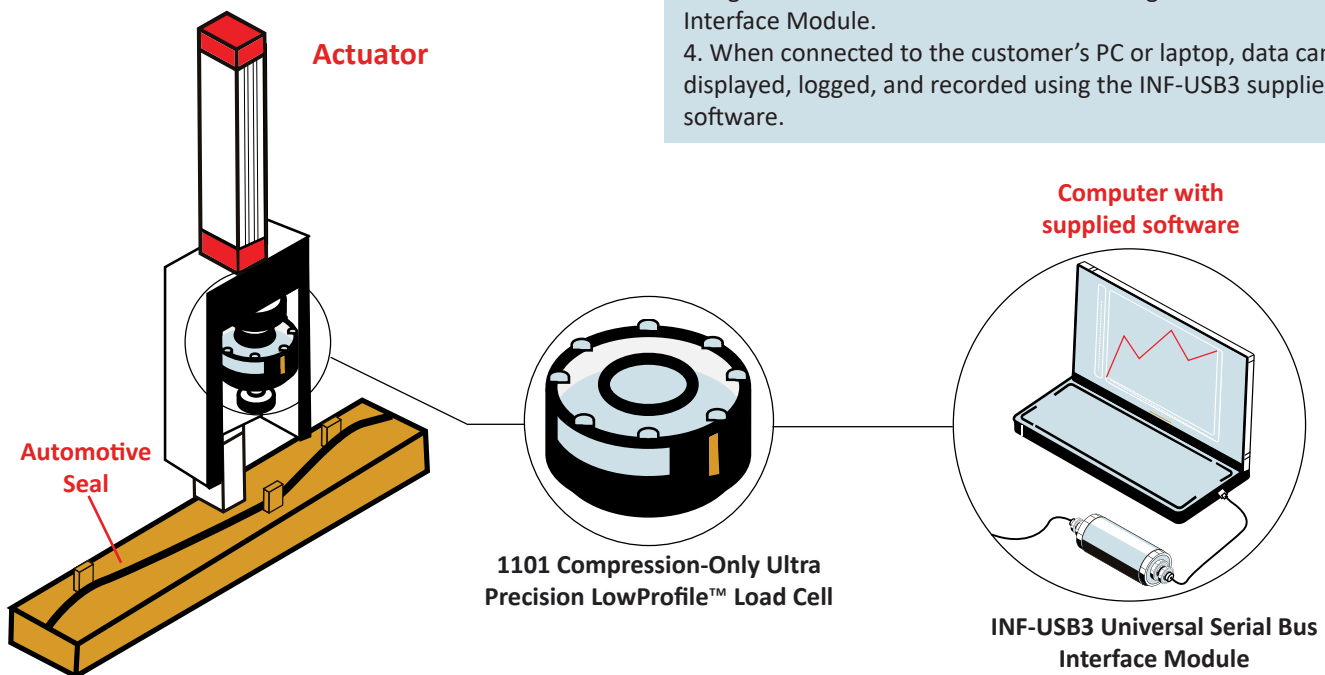 Interface Module.
4. When connected to the customer’s PC or laptop, data can
displayed, logged, and recorded using the INF-USB3 supplie
software.
Actuator
Computer with
supplied software
Automotive
Seal
1101 Compression-Only Ultra
Precision LowProfile™ Load Cell
INF-USB3 Universal Serial Bus
Interface Module